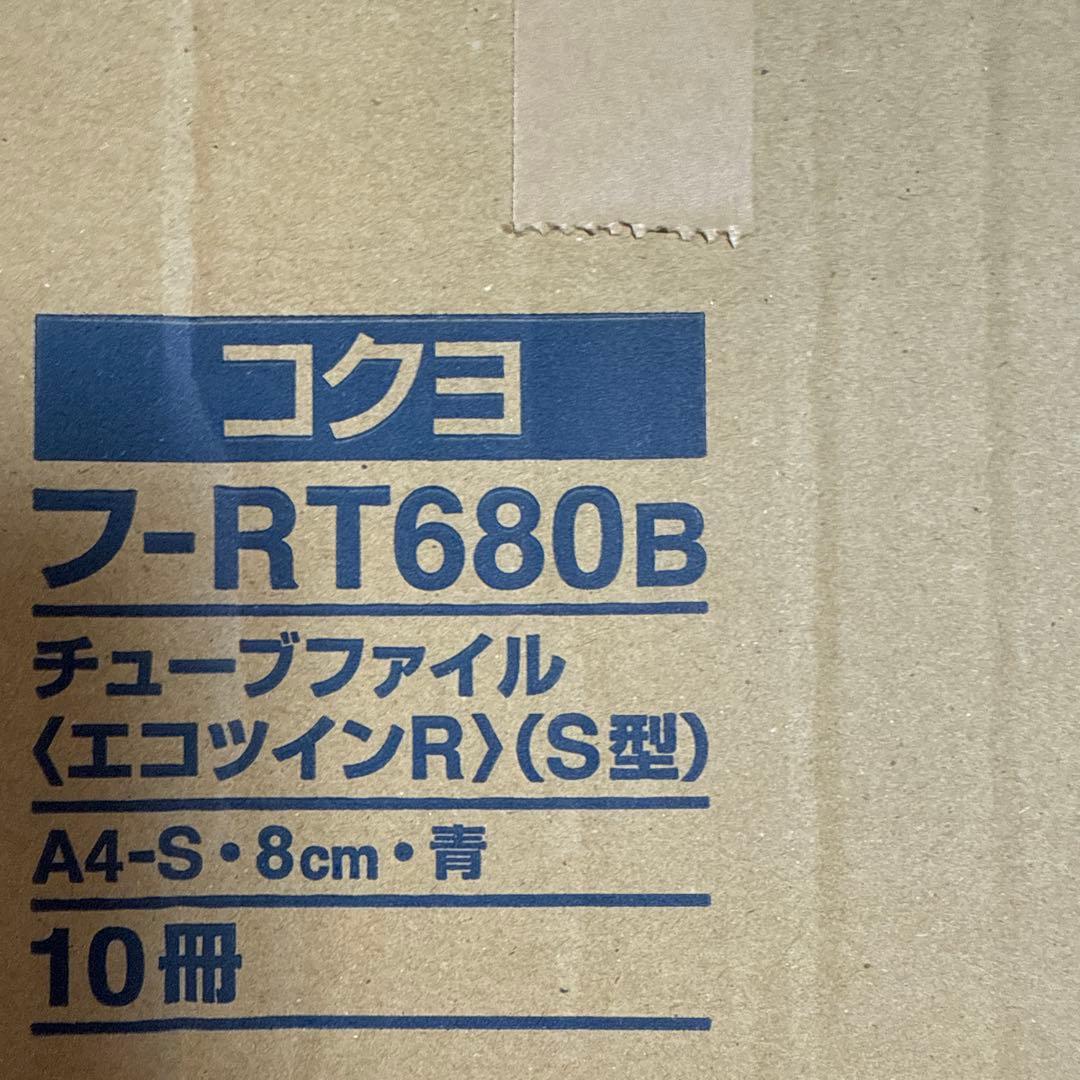 コクヨ
フ-RT680B
チューブファイル
〈エコツインR〉(S型)
A4-S・8cm・青
10冊